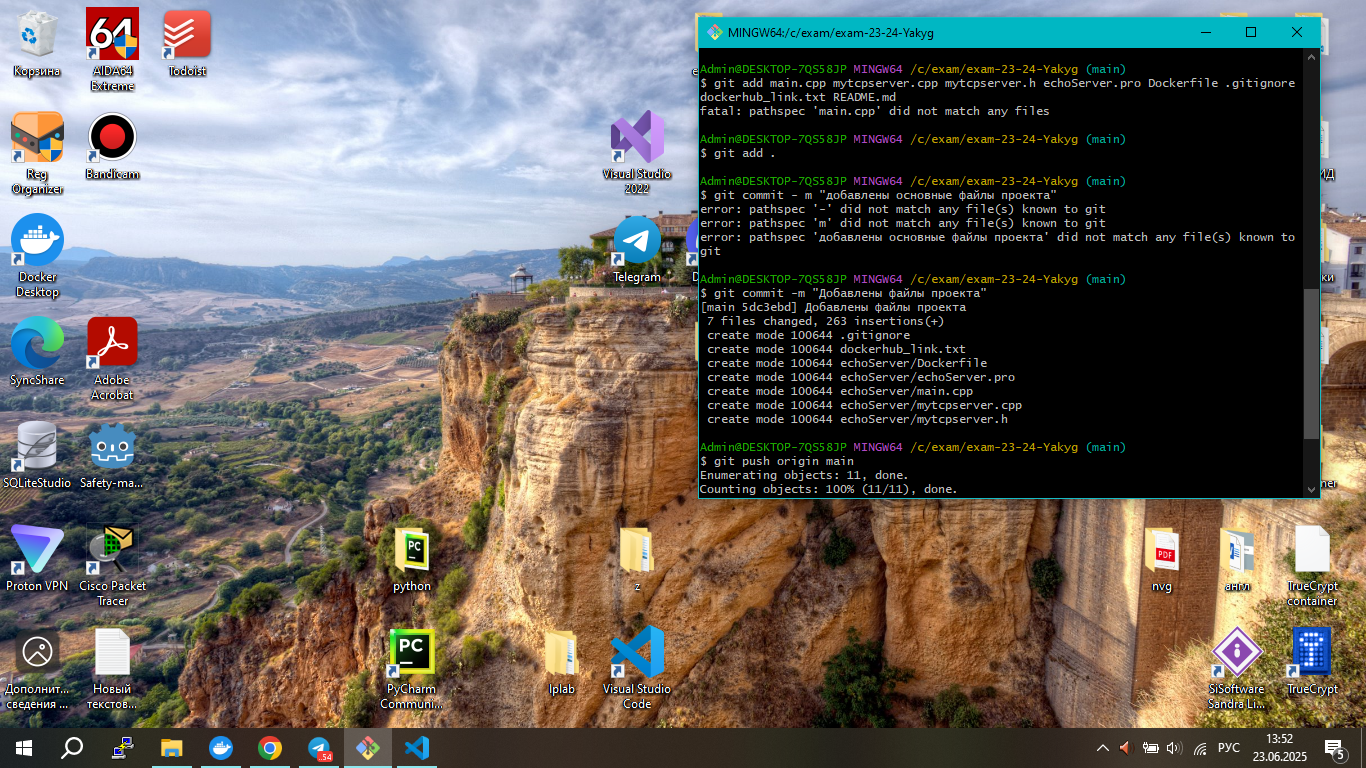 Корзина
AIDA64
Extreme
Todoist
Reg
Organizer
Bandicam
Docker
Desktop
SyncShare
Adobe
Acrobat
SQLiteStudio
Safety-ma...
Proton VPN
Cisco Packet
Tracer
Дополнит...
сведения ...
Новый
текстов...
python
PyCharm
Communi...
Visual Studio
2022
Telegram
z
lplab
Visual Studio
Code
nvg
англ
TrueCrypt
container
SiSoftware
Sandra Li...
TrueCrypt
MINGW64:/c/exam/exam-23-24-Yakyg
Admin@DESKTOP-7QS58JP MINGW64 /c/exam/exam-23-24-Yakyg (main)
$ git add main.cpp mytcpserver.cpp mytcpserver.h echoServer.pro Dockerfile .gitignore
dockerhub_link.txt README.md
fatal: pathspec 'main.cpp' did not match any files
Admin@DESKTOP-7QS58JP MINGW64 /c/exam/exam-23-24-Yakyg (main)
$ git add .
Admin@DESKTOP-7QS58JP MINGW64 /c/exam/exam-23-24-Yakyg (main)
$ git commit - m "добавлены основные файлы проекта"
error: pathspec '-' did not match any file(s) known to git
error: pathspec 'm' did not match any file(s) known to git
error: pathspec 'добавлены основные файлы проекта' did not match any file(s) known to
git
Admin@DESKTOP-7QS58JP MINGW64 /c/exam/exam-23-24-Yakyg (main)
$ git commit -m "Добавлены файлы проекта"
[main 5dc3ebd] Добавлены файлы проекта
7 files changed, 263 insertions(+)
create mode 100644 .gitignore
create mode 100644 dockerhub_link.txt
create mode 100644 echoServer/Dockerfile
create mode 100644 echoServer/echoServer.pro
create mode 100644 echoServer/main.cpp
create mode 100644 echoServer/mytcpserver.cpp
create mode 100644 echoServer/mytcpserver.h
Admin@DESKTOP-7QS58JP MINGW64 /c/exam/exam-23-24-Yakyg (main)
$ git push origin main
Enumerating objects: 11, done.
Counting objects: 100% (11/11), done.
64
PC
PC
PDF
.54
РУС
13:52
23.06.2025
5